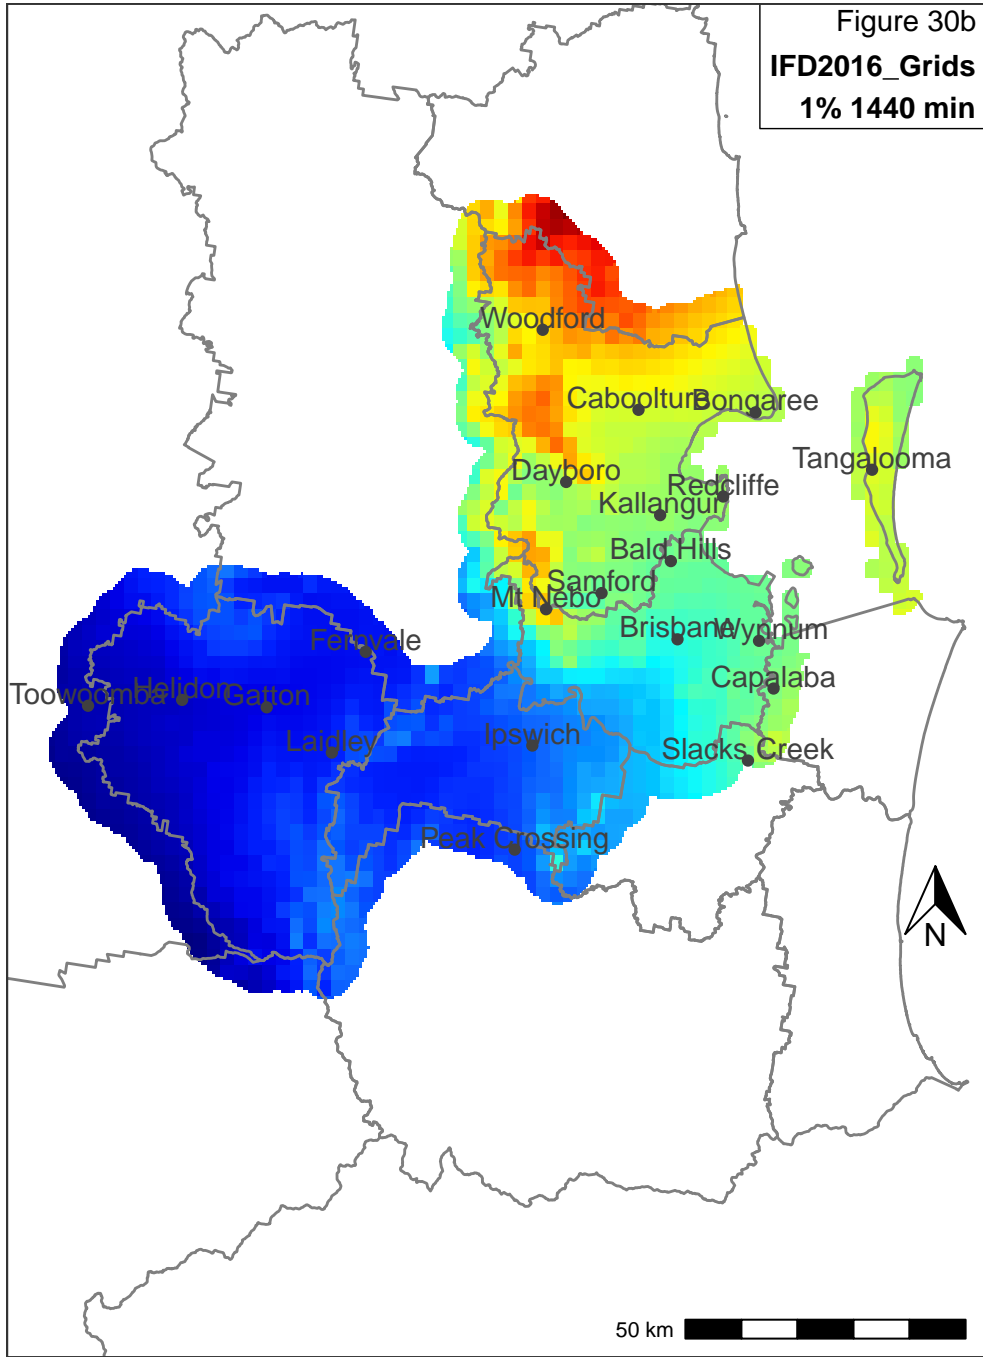 Figure 30b
IFD2016_Grids
1% 1440 min
Woodford
Caboolture
Bongaree
Tangalooma
Dayboro
Redcliffe
Kallangur
Bald Hills
Samford
Mt Nebo
Brisbane
Wynnum
Fernvale
Capalaba
Toowoomba
Helidon
Gatton
Laidley
Ipswich
Slacks Creek
Peak Crossing
N
50 km